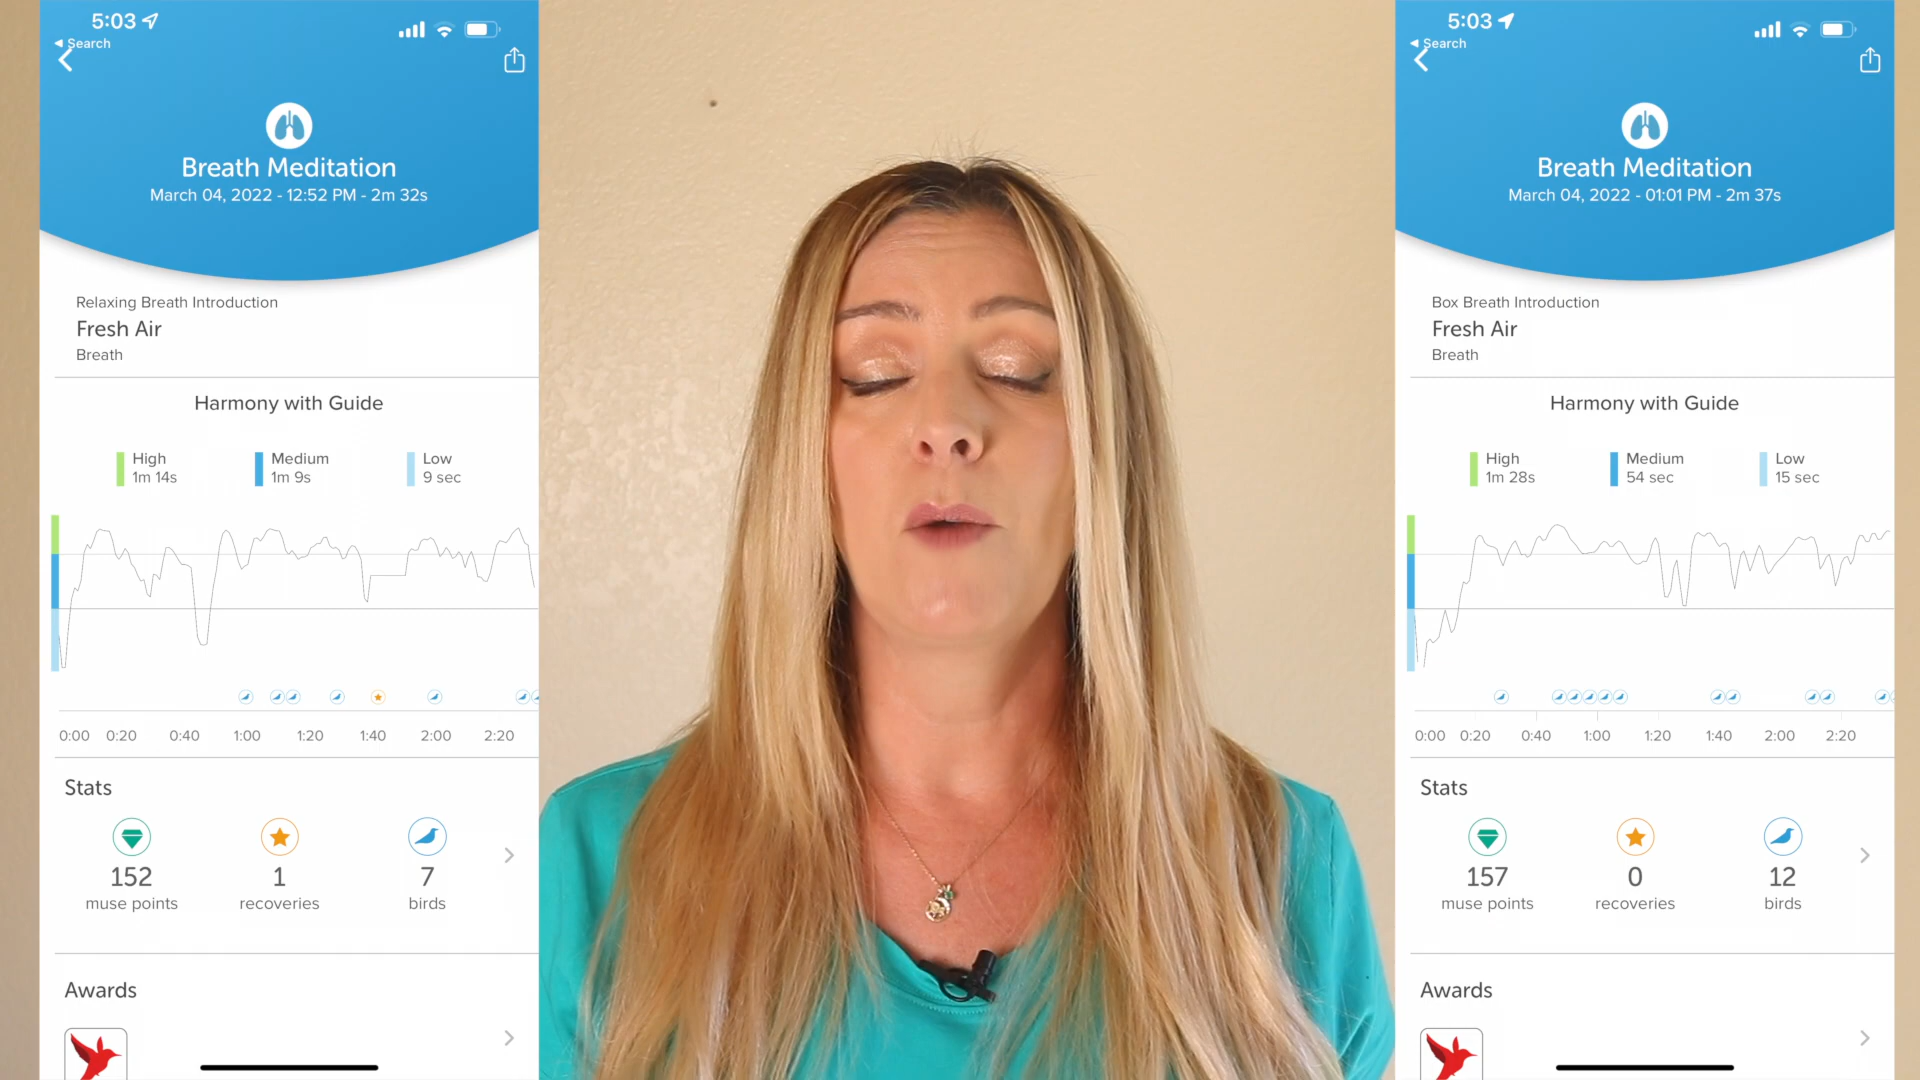 5:03
Search
Breath Meditation
March 04, 2022 - 12:52 PM - 2m 32s
Relaxing Breath Introduction
Fresh Air
Breath
Harmony with Guide
High Medium Low
1m 14s 1m 9s 9 sec
0:00 0:20 0:40 1:00 1:20 1:40 2:00 2:20
Stats
152 1 7
muse points recoveries birds
Awards
5:03
Search
Breath Meditation
March 04, 2022 - 01:01 PM - 2m 37s
Box Breath Introduction
Fresh Air
Breath
Harmony with Guide
High Medium Low
1m 28s 54 sec 15 sec
0:00 0:20 0:40 1:00 1:20 1:40 2:00 2:20
Stats
157 0 12
muse points recoveries birds
Awards